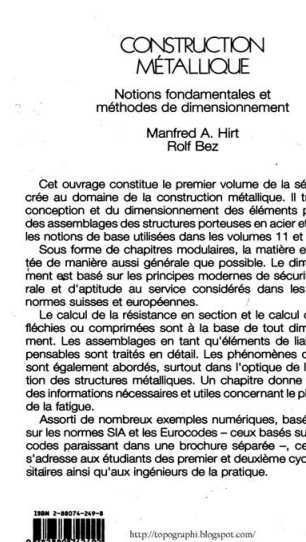 CONSTRUCTION
MÉTALLIQUE
Notions fondamentales et
méthodes de dimensionnement
Manfred A. Hirt
Rolf Bez
Cet ouvrage constitue le premier volume de la
crée au domaine de la construction métallique. Il
conception et du dimensionnement des éléments
des assemblages des structures porteuses en acier
les notions de base utilisées dans les volumes 11 et
Sous forme de chapitres modulaires, la matière
tée de manière aussi générale que possible. Le
ment est basé sur les principes modernes de
rale et d'aptitude au service considérés dans les
normes suisses et européennes.
Le calcul de la résistance en section et le calcul
fléchies ou comprimées sont à la base de tout
ment. Les assemblages en tant qu'éléments de
pensables sont traités en détail. Les phénomènes
sont également abordés, surtout dans l'optique de
tion des structures métalliques. Un chapitre donne
des informations nécessaires et utiles concernant le
de la fatigue.
Assorti de nombreux exemples numériques,
sur les normes SIA et les Eurocodes – ceux basés
codes paraissant dans une brochure séparée –,
s'adresse aux étudiants des premier et deuxième
sitaires ainsi qu'aux ingénieurs de la pratique.
ISBN 2-88074-249-8
http://topographi.blogspot.com/